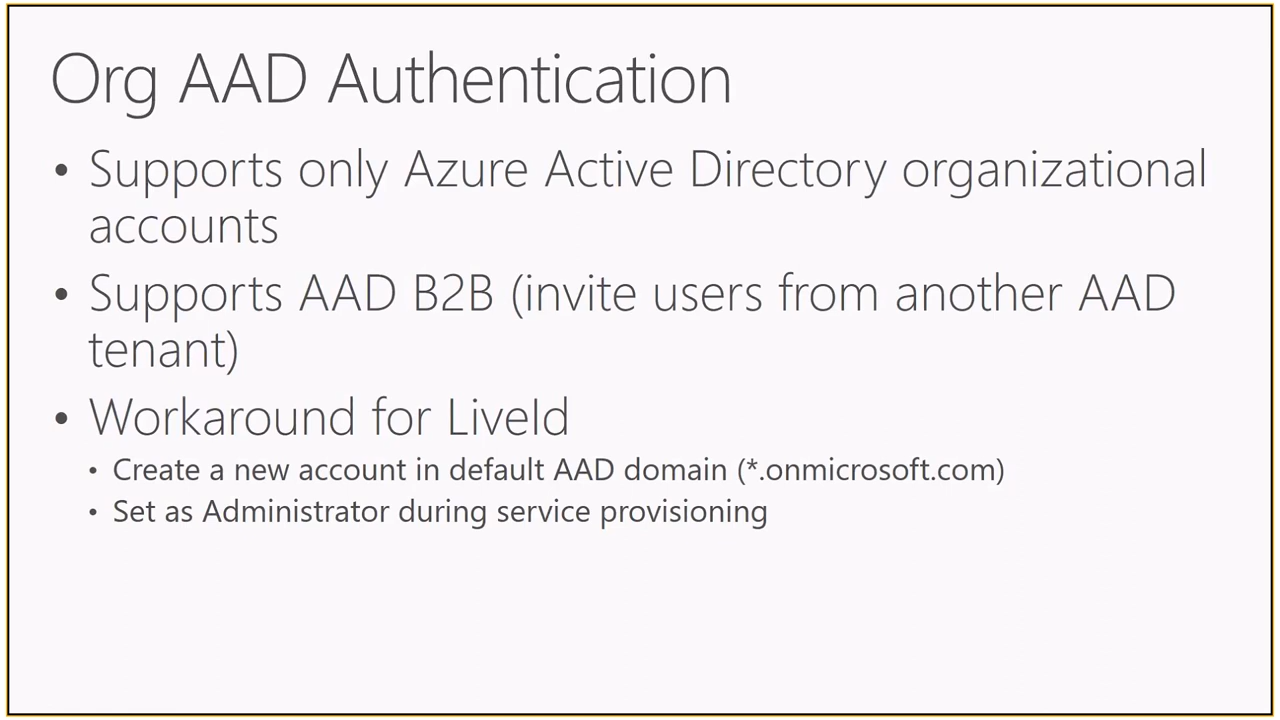 Org AAD Authentication
• Supports only Azure Active Directory organizational
accounts
• Supports AAD B2B (invite users from another AAD
tenant)
• Workaround for LiveId
• Create a new account in default AAD domain (*.onmicrosoft.com)
• Set as Administrator during service provisioning